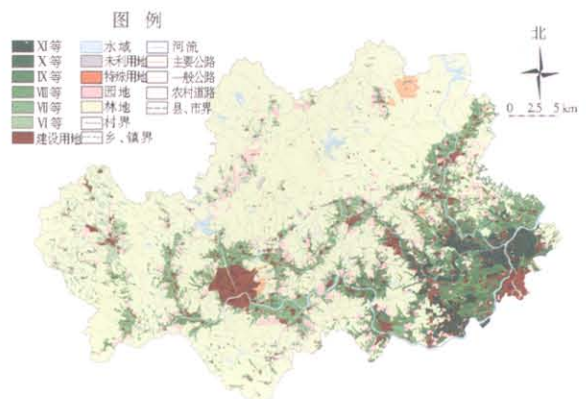 图 例
XI等 水域 河流
X等 未利用地 主要公路
IX等 特综用地 一般公路
VIII等 园地 农村道路
VII等 林地 县、市界
VI等 村界
建设用地 乡、镇界
北
0 2.5 5 km